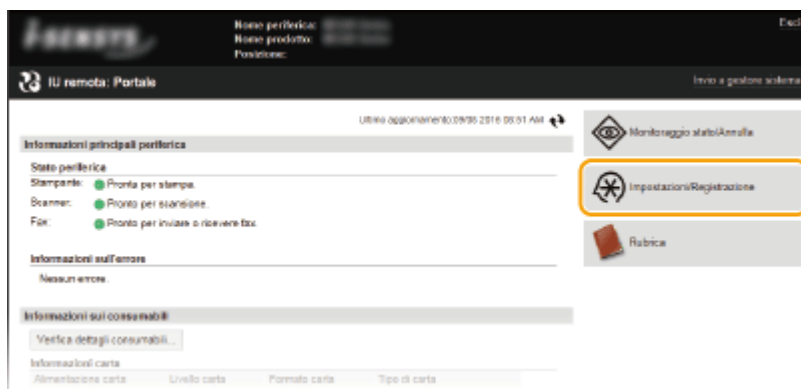 Nome periferica:
Nome prodotto:
Posizione:
IU remota: Portale
Invio a gestore sistema
Ultimo aggiornamento:09/06 2016 08:51 AM
Informazioni principali periferica
Stato periferica
Stampante: Pronta per stampa.
Scanner: Pronto per scansione.
Fax: Pronto per inviare o ricevere fax.
Informazioni sull'errore
Nessun errore.
Informazioni sui consumabili
Verifica dettagli consumabili...
Informazioni carta
Alimentazione carta Livello carta Formato carta Tipo di carta
Monitoraggio stato/Annulla
Impostazioni/Registrazione
Rubrica